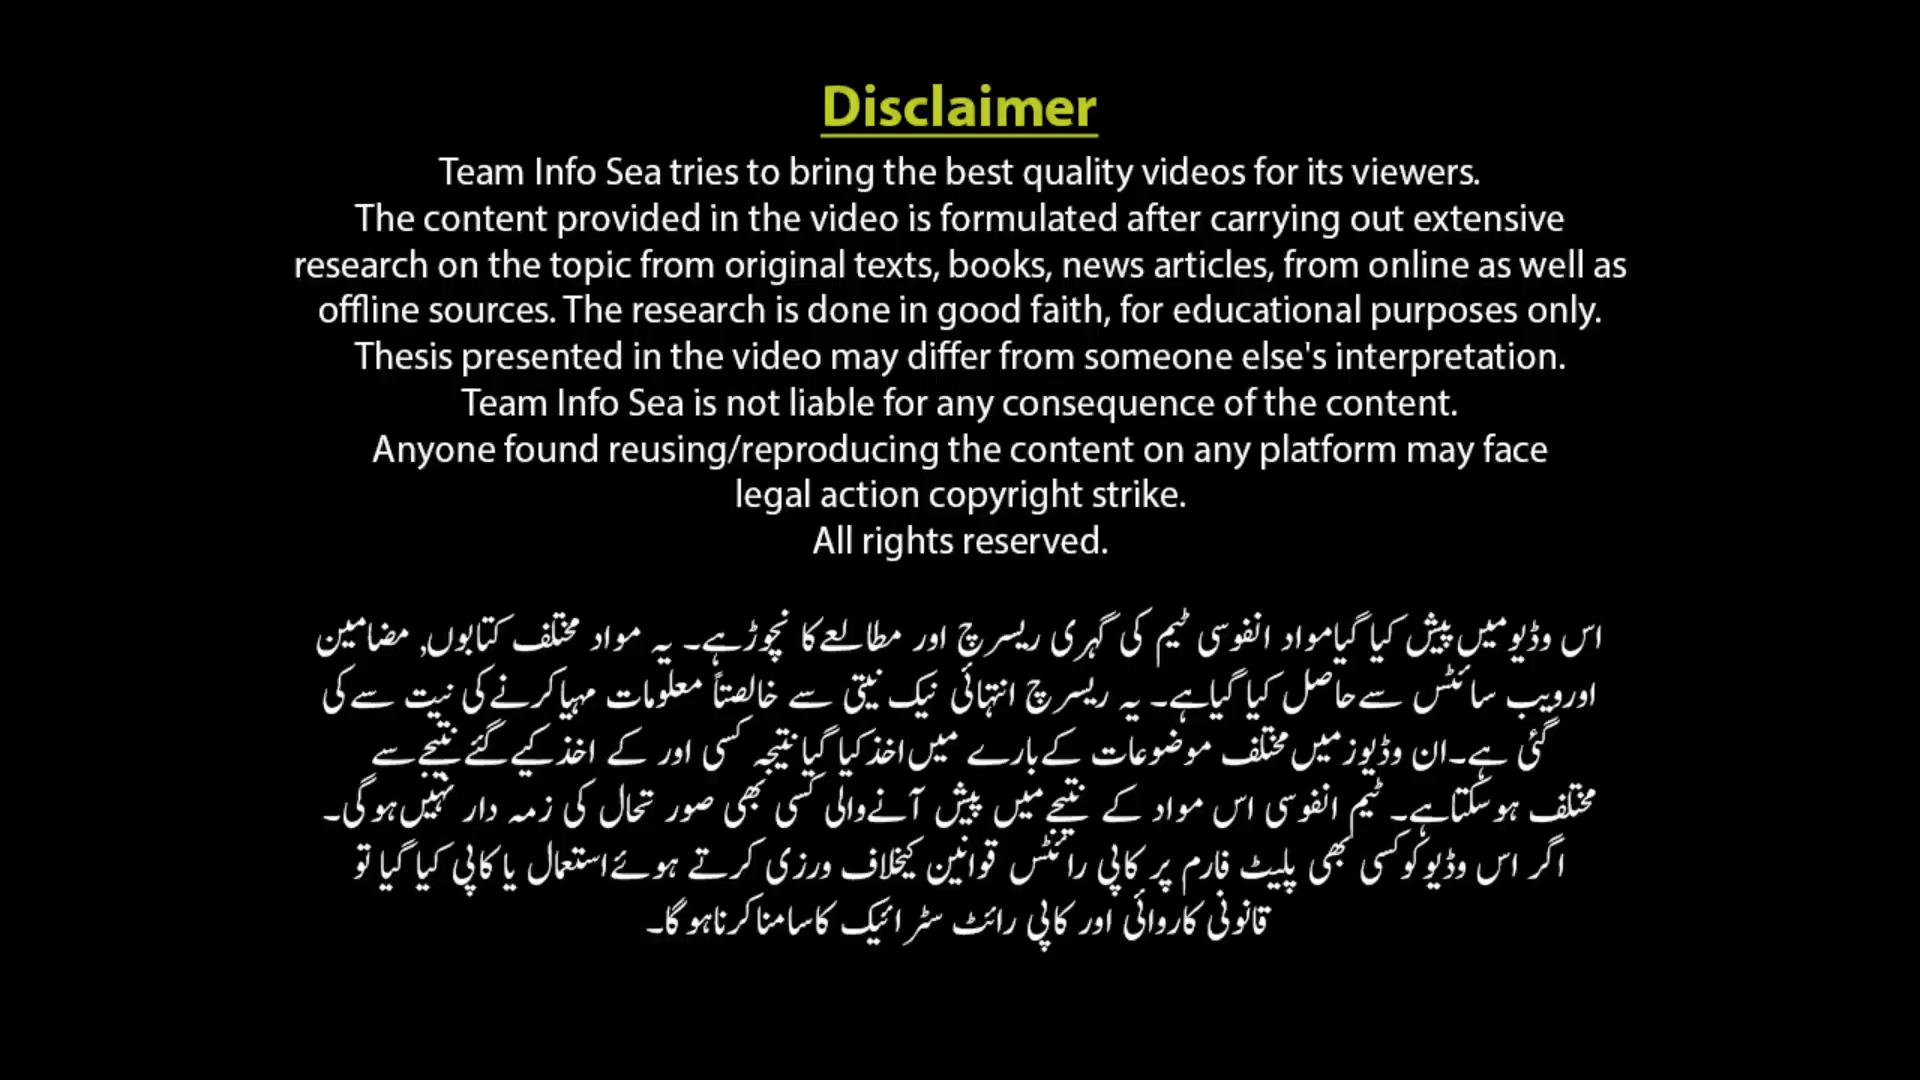 Disclaimer
Team Info Sea tries to bring the best quality videos for its viewers.
The content provided in the video is formulated after carrying out extensive
research on the topic from original texts, books, news articles, from online as well as
offline sources. The research is done in good faith, for educational purposes only.
Thesis presented in the video may differ from someone else's interpretation.
Team Info Sea is not liable for any consequence of the content.
Anyone found reusing/reproducing the content on any platform may face
legal action copyright strike.
All rights reserved.
اس وڈیو میں پیش کیا گیا مواد انفوسی ٹیم کی گہری ریسرچ اور مطالعے کا نچوڑ ہے۔ یہ مواد مختلف کتابوں, مضامین
اور ویب سائٹس سے حاصل کیا گیا ہے۔ یہ ریسرچ انتہائی نیک نیتی سے خالصتاً معلومات مہیا کرنے کی نیت سے کی
گئی ہے۔ ان وڈیوز میں مختلف موضوعات کے بارے میں اخذ کیا گیا نتیجہ کسی اور کے اخذ کیے گئے نتیجے سے
مختلف ہو سکتا ہے۔ ٹیم انفوسی اس مواد کے نتیجے میں پیش آنے والی کسی بھی صور تحال کی زمہ دار نہیں ہو گی۔
اگر اس وڈیو کو کسی بھی پلیٹ فارم پر کاپی رائٹس قوانین کیخلاف ورزی کرتے ہوئے استعمال یا کاپی کیا گیا تو
قانونی کاروائی اور کاپی رائٹ سٹرائیک کا سامنا کرنا ہو گا۔